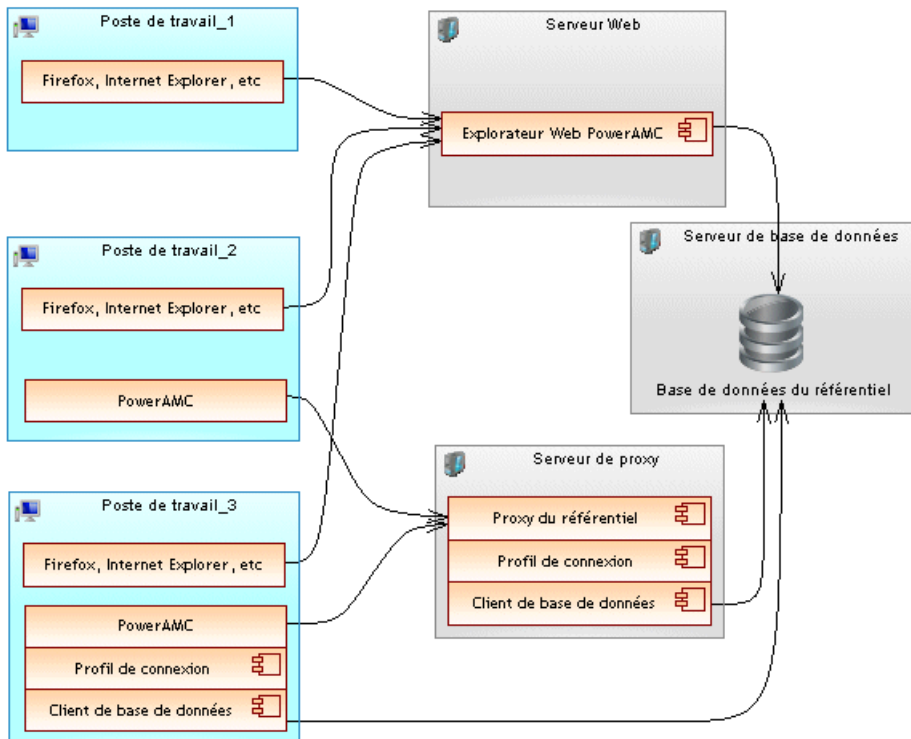 Poste de travail_1
Firefox, Internet Explorer, etc
Serveur Web
Explorateur Web PowerAMC
Poste de travail_2
Firefox, Internet Explorer, etc
PowerAMC
Serveur de base de données
Base de données du référentiel
Serveur de proxy
Proxy du référentiel
Profil de connexion
Client de base de données
Poste de travail_3
Firefox, Internet Explorer, etc
PowerAMC
Profil de connexion
Client de base de données